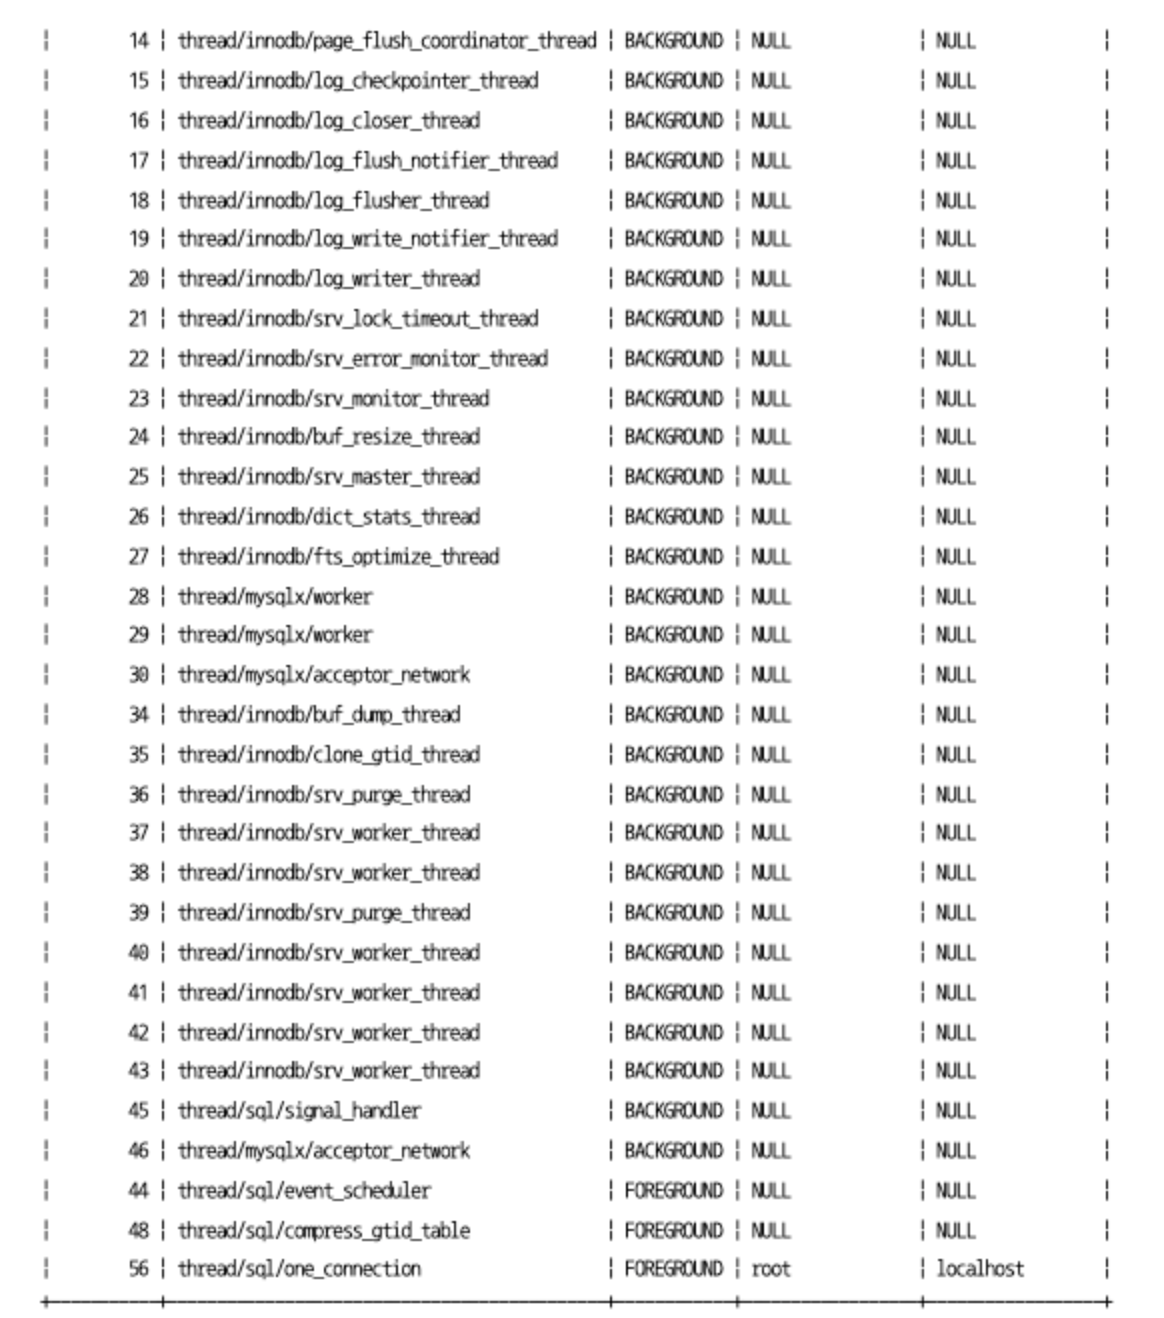 | 14 | thread/innodb/page_flush_coordinator_thread | BACKGROUND | NULL | NULL |
| 15 | thread/innodb/log_checkpointer_thread | BACKGROUND | NULL | NULL |
| 16 | thread/innodb/log_closer_thread | BACKGROUND | NULL | NULL |
| 17 | thread/innodb/log_flush_notifier_thread | BACKGROUND | NULL | NULL |
| 18 | thread/innodb/log_flusher_thread | BACKGROUND | NULL | NULL |
| 19 | thread/innodb/log_write_notifier_thread | BACKGROUND | NULL | NULL |
| 20 | thread/innodb/log_writer_thread | BACKGROUND | NULL | NULL |
| 21 | thread/innodb/srv_lock_timeout_thread | BACKGROUND | NULL | NULL |
| 22 | thread/innodb/srv_error_monitor_thread | BACKGROUND | NULL | NULL |
| 23 | thread/innodb/srv_monitor_thread | BACKGROUND | NULL | NULL |
| 24 | thread/innodb/buf_resize_thread | BACKGROUND | NULL | NULL |
| 25 | thread/innodb/srv_master_thread | BACKGROUND | NULL | NULL |
| 26 | thread/innodb/dict_stats_thread | BACKGROUND | NULL | NULL |
| 27 | thread/innodb/fts_optimize_thread | BACKGROUND | NULL | NULL |
| 28 | thread/mysqlx/worker | BACKGROUND | NULL | NULL |
| 29 | thread/mysqlx/worker | BACKGROUND | NULL | NULL |
| 30 | thread/mysqlx/acceptor_network | BACKGROUND | NULL | NULL |
| 34 | thread/innodb/buf_dump_thread | BACKGROUND | NULL | NULL |
| 35 | thread/innodb/clone_gtid_thread | BACKGROUND | NULL | NULL |
| 36 | thread/innodb/srv_purge_thread | BACKGROUND | NULL | NULL |
| 37 | thread/innodb/srv_worker_thread | BACKGROUND | NULL | NULL |
| 38 | thread/innodb/srv_worker_thread | BACKGROUND | NULL | NULL |
| 39 | thread/innodb/srv_purge_thread | BACKGROUND | NULL | NULL |
| 40 | thread/innodb/srv_worker_thread | BACKGROUND | NULL | NULL |
| 41 | thread/innodb/srv_worker_thread | BACKGROUND | NULL | NULL |
| 42 | thread/innodb/srv_worker_thread | BACKGROUND | NULL | NULL |
| 43 | thread/innodb/srv_worker_thread | BACKGROUND | NULL | NULL |
| 45 | thread/sql/signal_handler | BACKGROUND | NULL | NULL |
| 46 | thread/mysqlx/acceptor_network | BACKGROUND | NULL | NULL |
| 44 | thread/sql/event_scheduler | FOREGROUND | NULL | NULL |
| 48 | thread/sql/compress_gtid_table | FOREGROUND | NULL | NULL |
| 56 | thread/sql/one_connection | FOREGROUND | root | localhost |